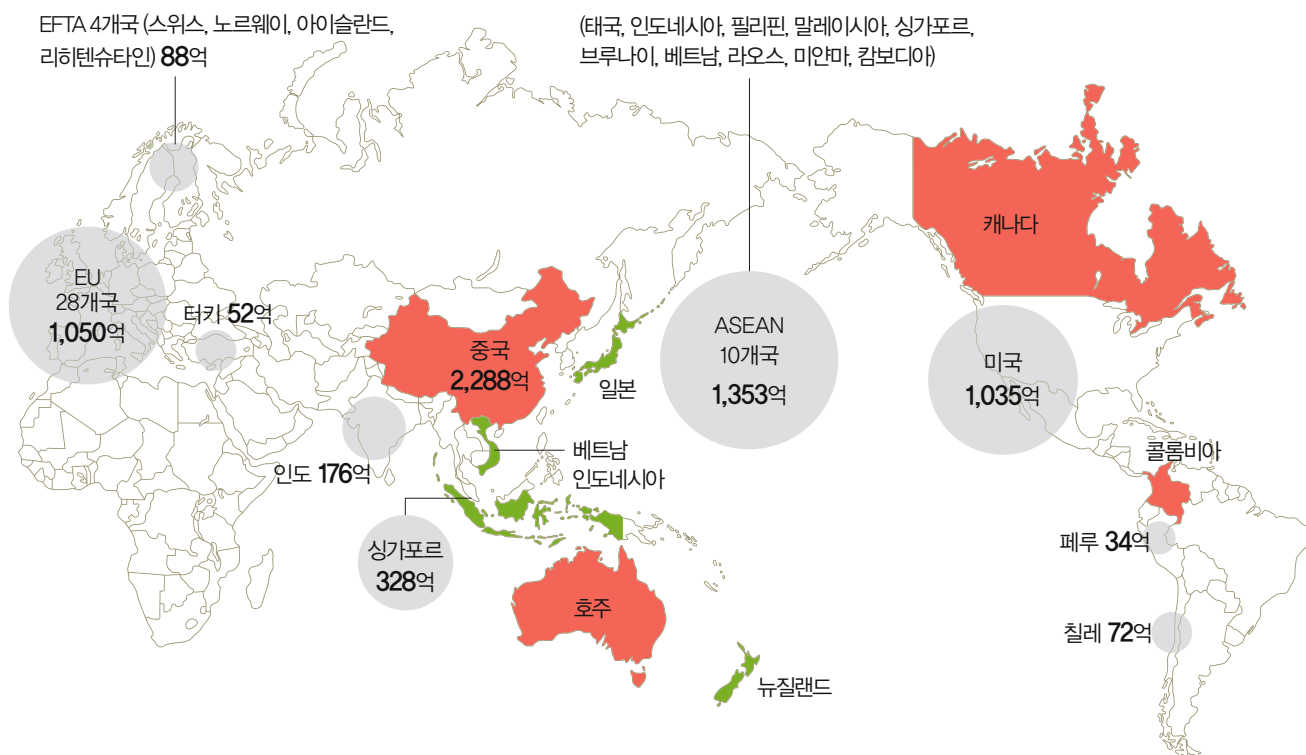 EFTA 4개국 (스위스, 노르웨이, 아이슬란드,
리히텐슈타인) 88억
(태국, 인도네시아, 필리핀, 말레이시아, 싱가포르,
브루나이, 베트남, 라오스, 미얀마, 캄보디아)
EU
28개국
1,050억
터키 52억
중국
2,288억
일본
ASEAN
10개국
1,353억
캐나다
미국
1,035억
인도 176억
베트남
인도네시아
싱가포르
328억
호주
뉴질랜드
콜롬비아
페루 34억
칠레 72억